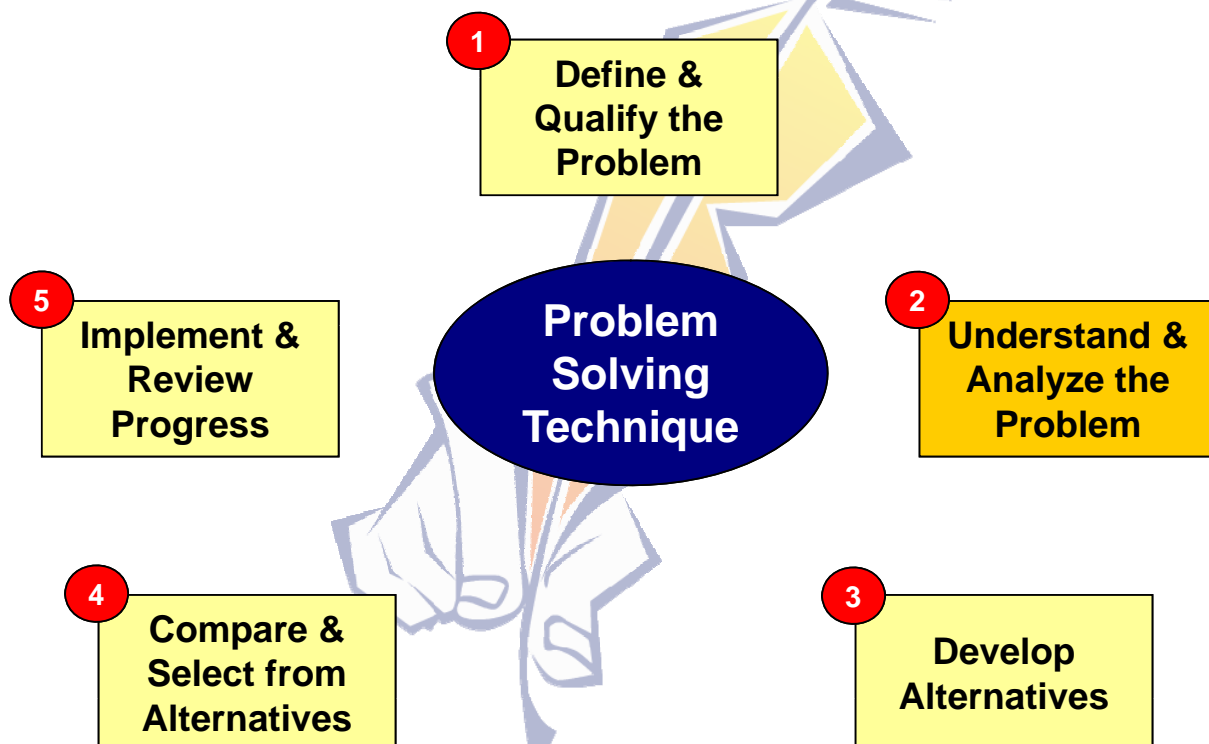 1
Define &
Qualify the
Problem
5
Implement &
Review
Progress
Problem
Solving
Technique
2
Understand &
Analyze the
Problem
4
Compare &
Select from
Alternatives
3
Develop
Alternatives